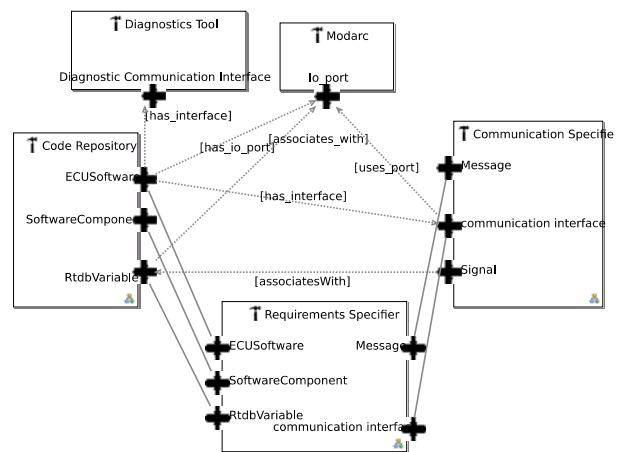 Diagnostics Tool
Modarc
Diagnostic Communication Interface
Io_port
[has_interface]
Communication Specifie
Code Repository
[has_io_port]
[associates_with]
Message
[uses_port]
ECUSoftware
[has_interface]
SoftwareCompone
communication interface
RtdbVariable
Signal
[associatesWith]
Requirements Specifier
ECUSoftware
Message
SoftwareComponent
RtdbVariable
communication interfa